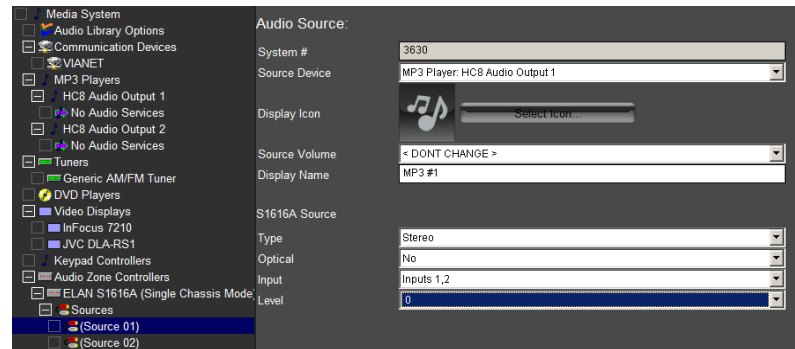 Media System
Audio Library Options
Communication Devices
VIANET
MP3 Players
HC8 Audio Output 1
No Audio Services
HC8 Audio Output 2
No Audio Services
Tuners
Generic AM/FM Tuner
DVD Players
Video Displays
InFocus 7210
JVC DLA-RS1
Keypad Controllers
Audio Zone Controllers
ELAN S1616A (Single Chassis Mode)
Sources
(Source 01)
(Source 02)
Audio Source:
System # 3630
Source Device MP3 Player: HC8 Audio Output 1
Display Icon Select Icon...
Source Volume < DONT CHANGE >
Display Name MP3 #1
S1616A Source
Type Stereo
Optical No
Input Inputs 1,2
Level 0